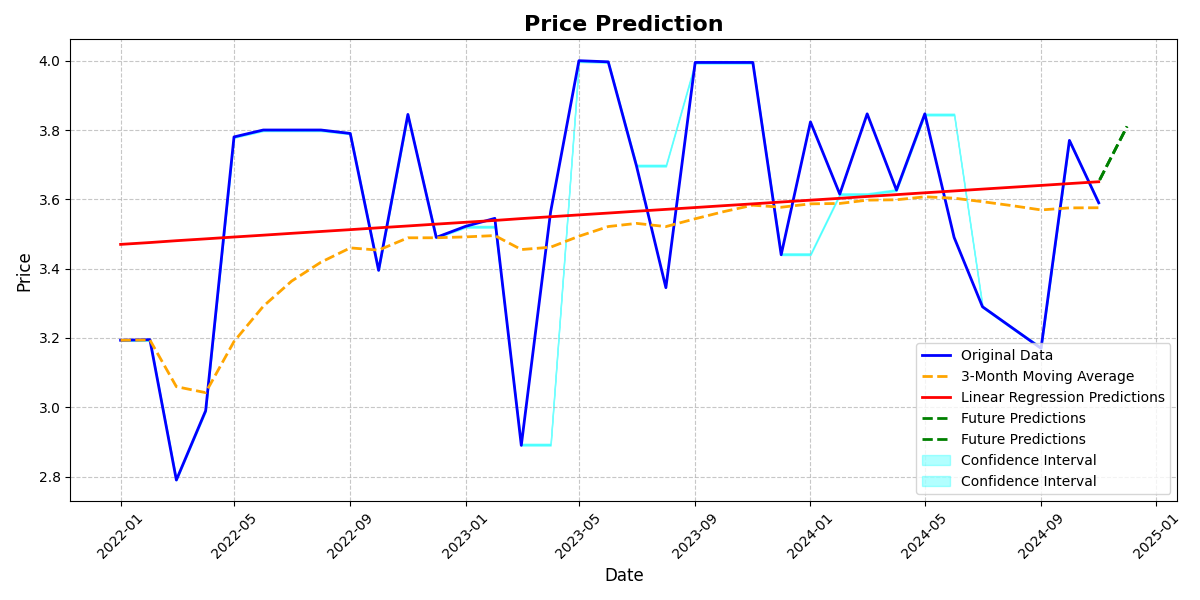 Price Prediction
Price
4.0
3.8
3.6
3.4
3.2
3.0
2.8
2022-01
2022-05
2022-09
2023-01
2023-05
2023-09
2024-01
2024-05
2024-09
2025-01
Date
Original Data
3-Month Moving Average
Linear Regression Predictions
Future Predictions
Future Predictions
Confidence Interval
Confidence Interval